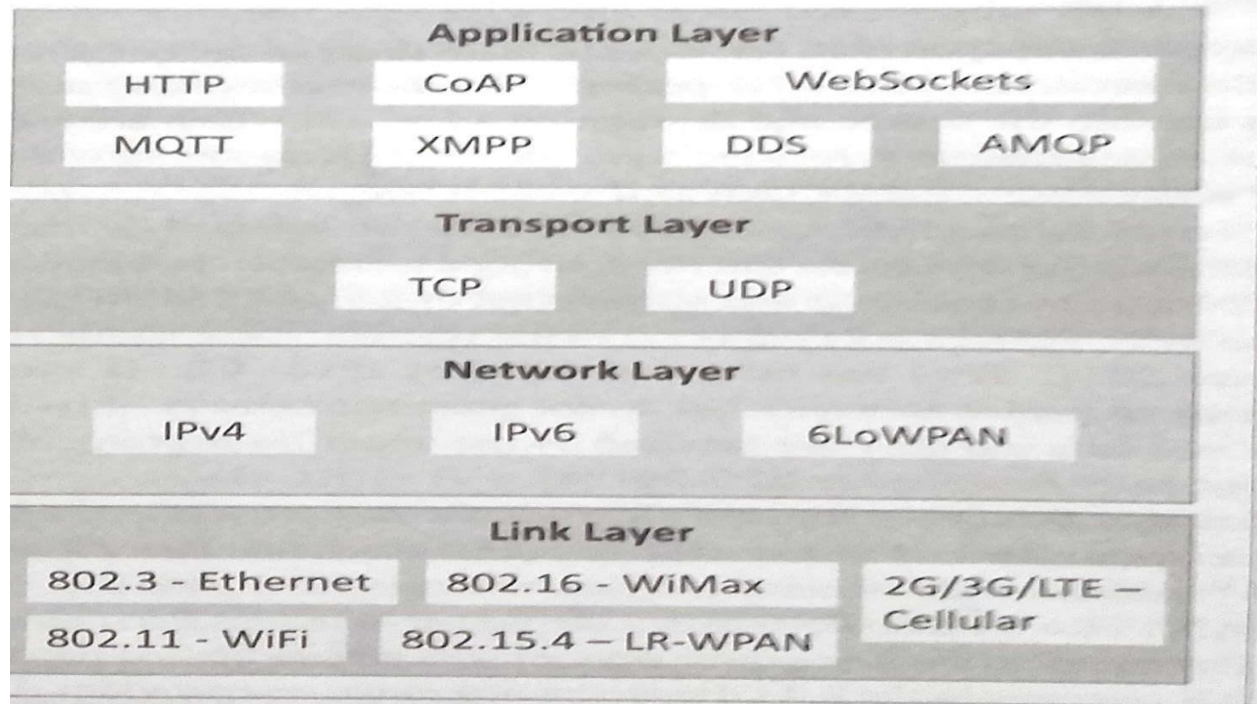 Application Layer
HTTP
CoAP
WebSockets
MQTT
XMPP
DDS
AMQP
Transport Layer
TCP
UDP
Network Layer
IPv4
IPv6
6LoWPAN
Link Layer
802.3 - Ethernet
802.16 - WiMax
2G/3G/LTE –
Cellular
802.11 - WiFi
802.15.4 – LR-WPAN